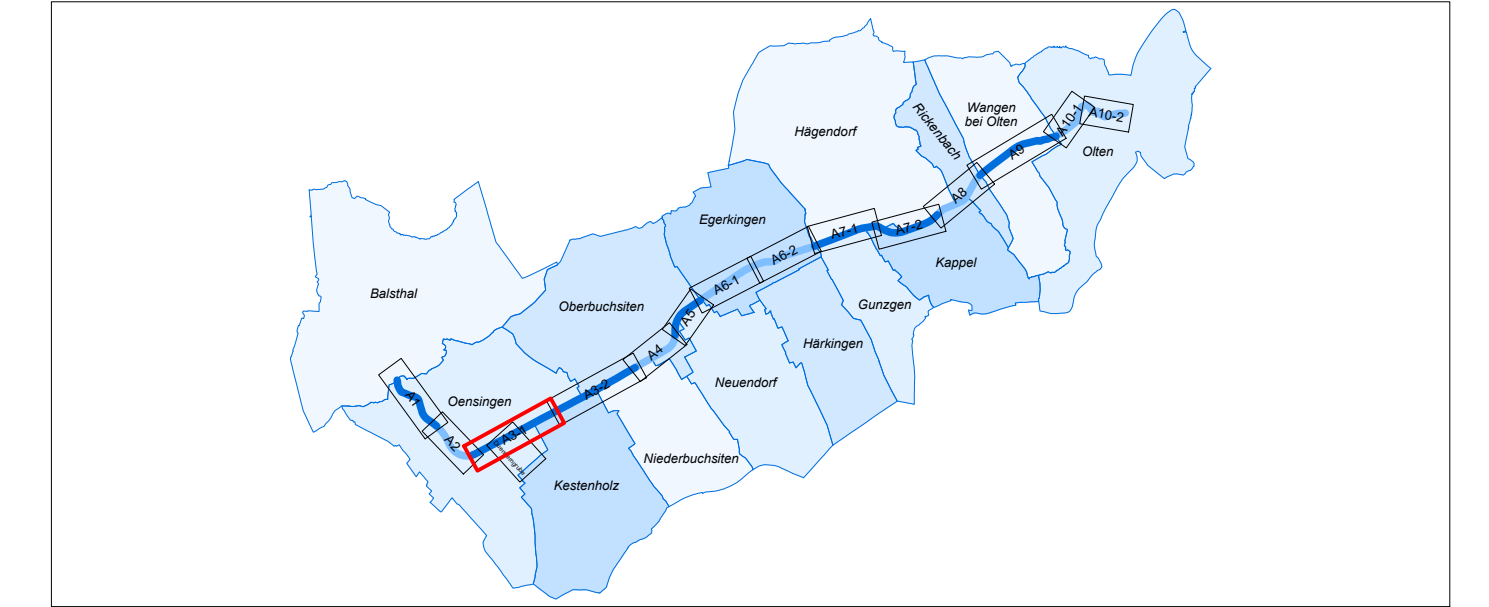 Hägendorf
Rickenbach
Wangen
bei Olten
A10-1
A10-2
Olten
A9
A8
Egerkingen
A7-1
A7-2
A6-2
Kappel
A6-1
Balsthal
Oberbuchsiten
A5
Gunzgen
Härkingen
A4
Neuendorf
A3-2
A1
Oensingen
A2
A3-1
Niederbuchsiten
Kestenholz